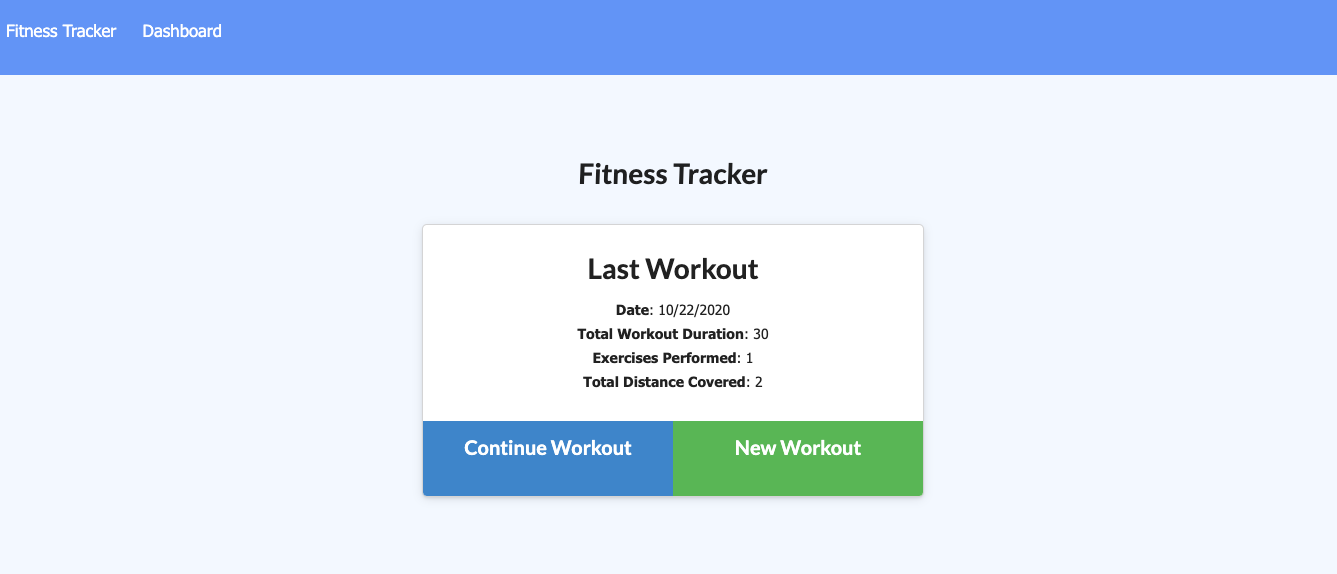 Fitness Tracker Dashboard
Fitness Tracker
Last Workout
Date: 10/22/2020
Total Workout Duration: 30
Exercises Performed: 1
Total Distance Covered: 2
Continue Workout New Workout